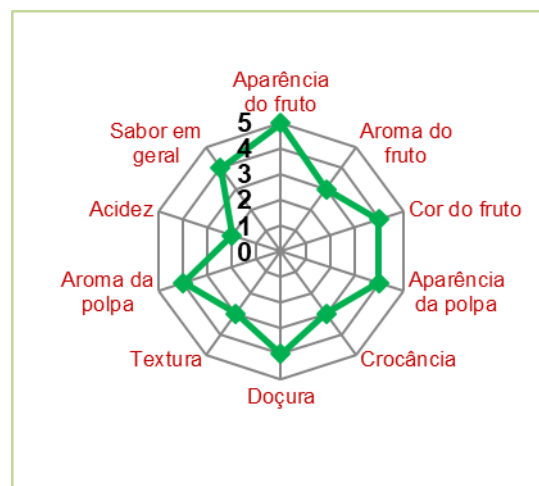 Aparência
do fruto
Aroma do
fruto
Cor do fruto
Aparência
da polpa
Crocância
Doçura
Textura
Aroma da
polpa
Acidez
Sabor em
geral
5
4
3
2
1
0